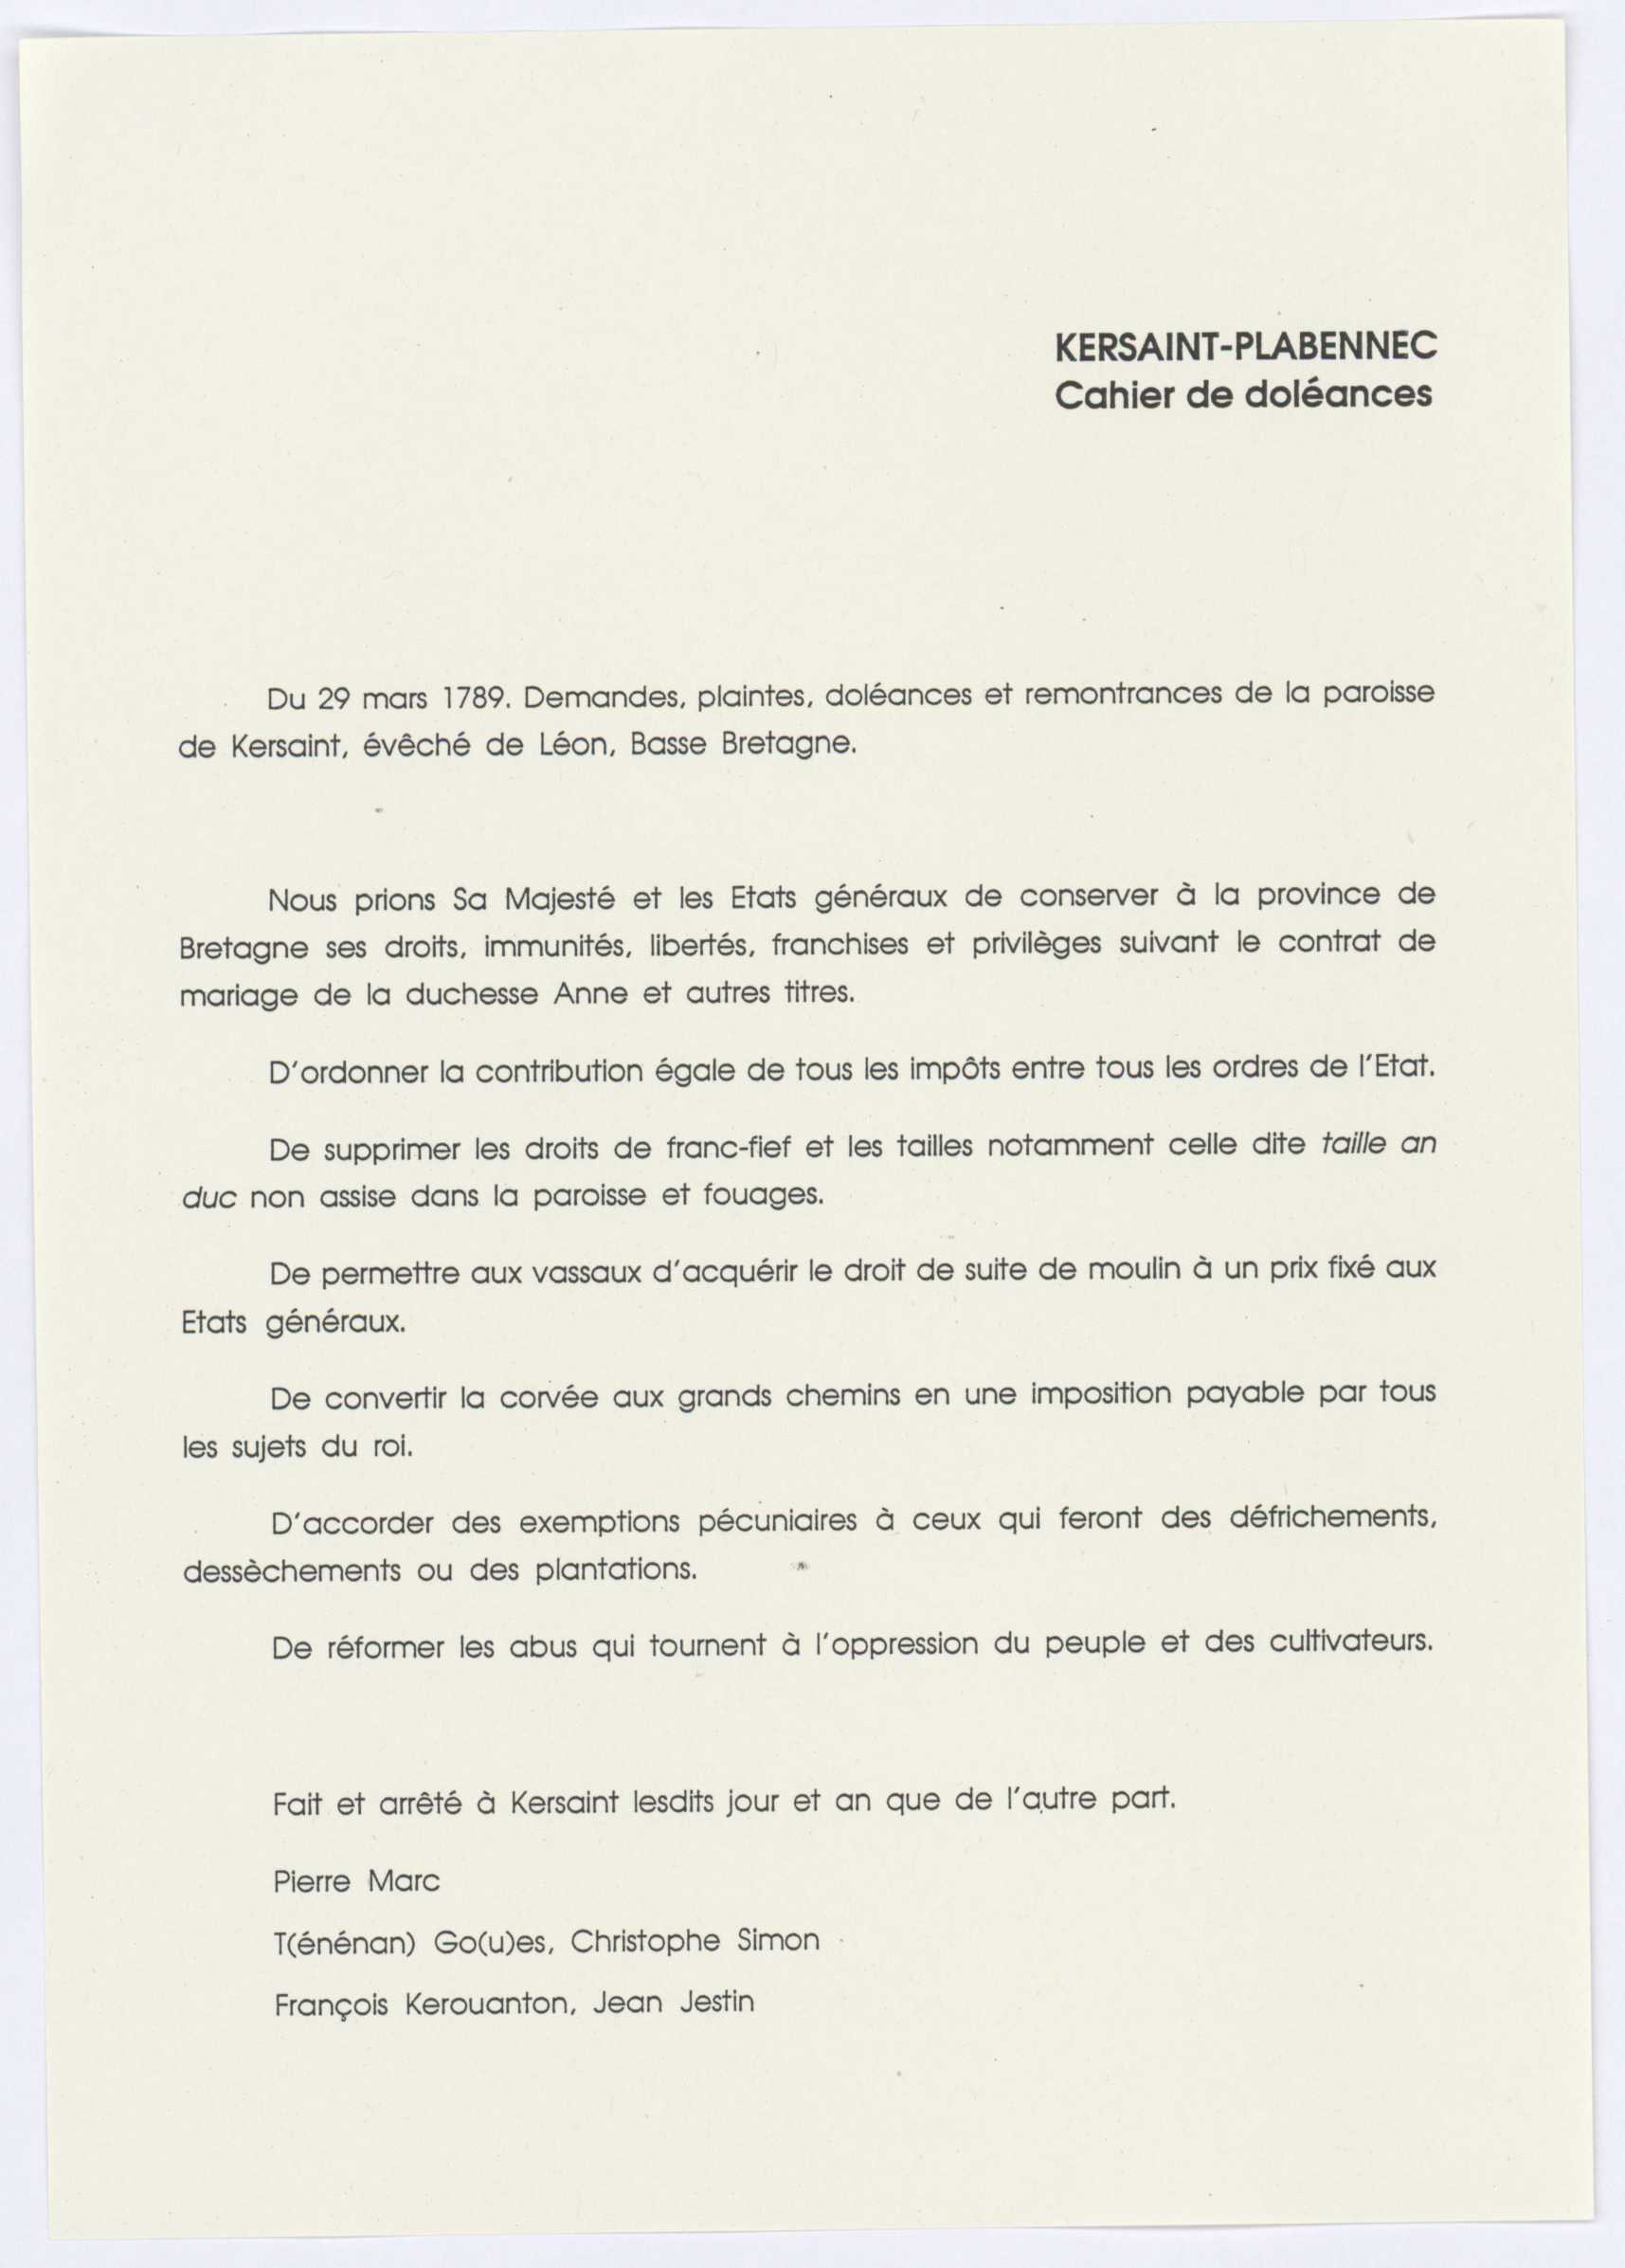 KERSAINT-PLABENNEC
Cahier de doléances
Du 29 mars 1789. Demandes, plaintes, doléances et remontrances de la paroisse
de Kersaint, évêché de Léon, Basse Bretagne.
Nous prions Sa Majesté et les Etats généraux de conserver à la province de
Bretagne ses droits, immunités, libertés, franchises et privilèges suivant le contrat de
mariage de la duchesse Anne et autres titres.
D'ordonner la contribution égale de tous les impôts entre tous les ordres de l'Etat.
De supprimer les droits de franc-fief et les tailles notamment celle dite taille an
duc non assise dans la paroisse et fouages.
De permettre aux vassaux d'acquérir le droit de suite de moulin à un prix fixé aux
Etats généraux.
De convertir la corvée aux grands chemins en une imposition payable par tous
les sujets du roi.
D'accorder des exemptions pécuniaires à ceux qui feront des défrichements,
dessèchements ou des plantations.
De réformer les abus qui tournent à l'oppression du peuple et des cultivateurs.
Fait et arrêté à Kersaint lesdits jour et an que de l'autre part.
Pierre Marc
T(énénan) Go(u)es, Christophe Simon
François Kerouanton, Jean Jestin